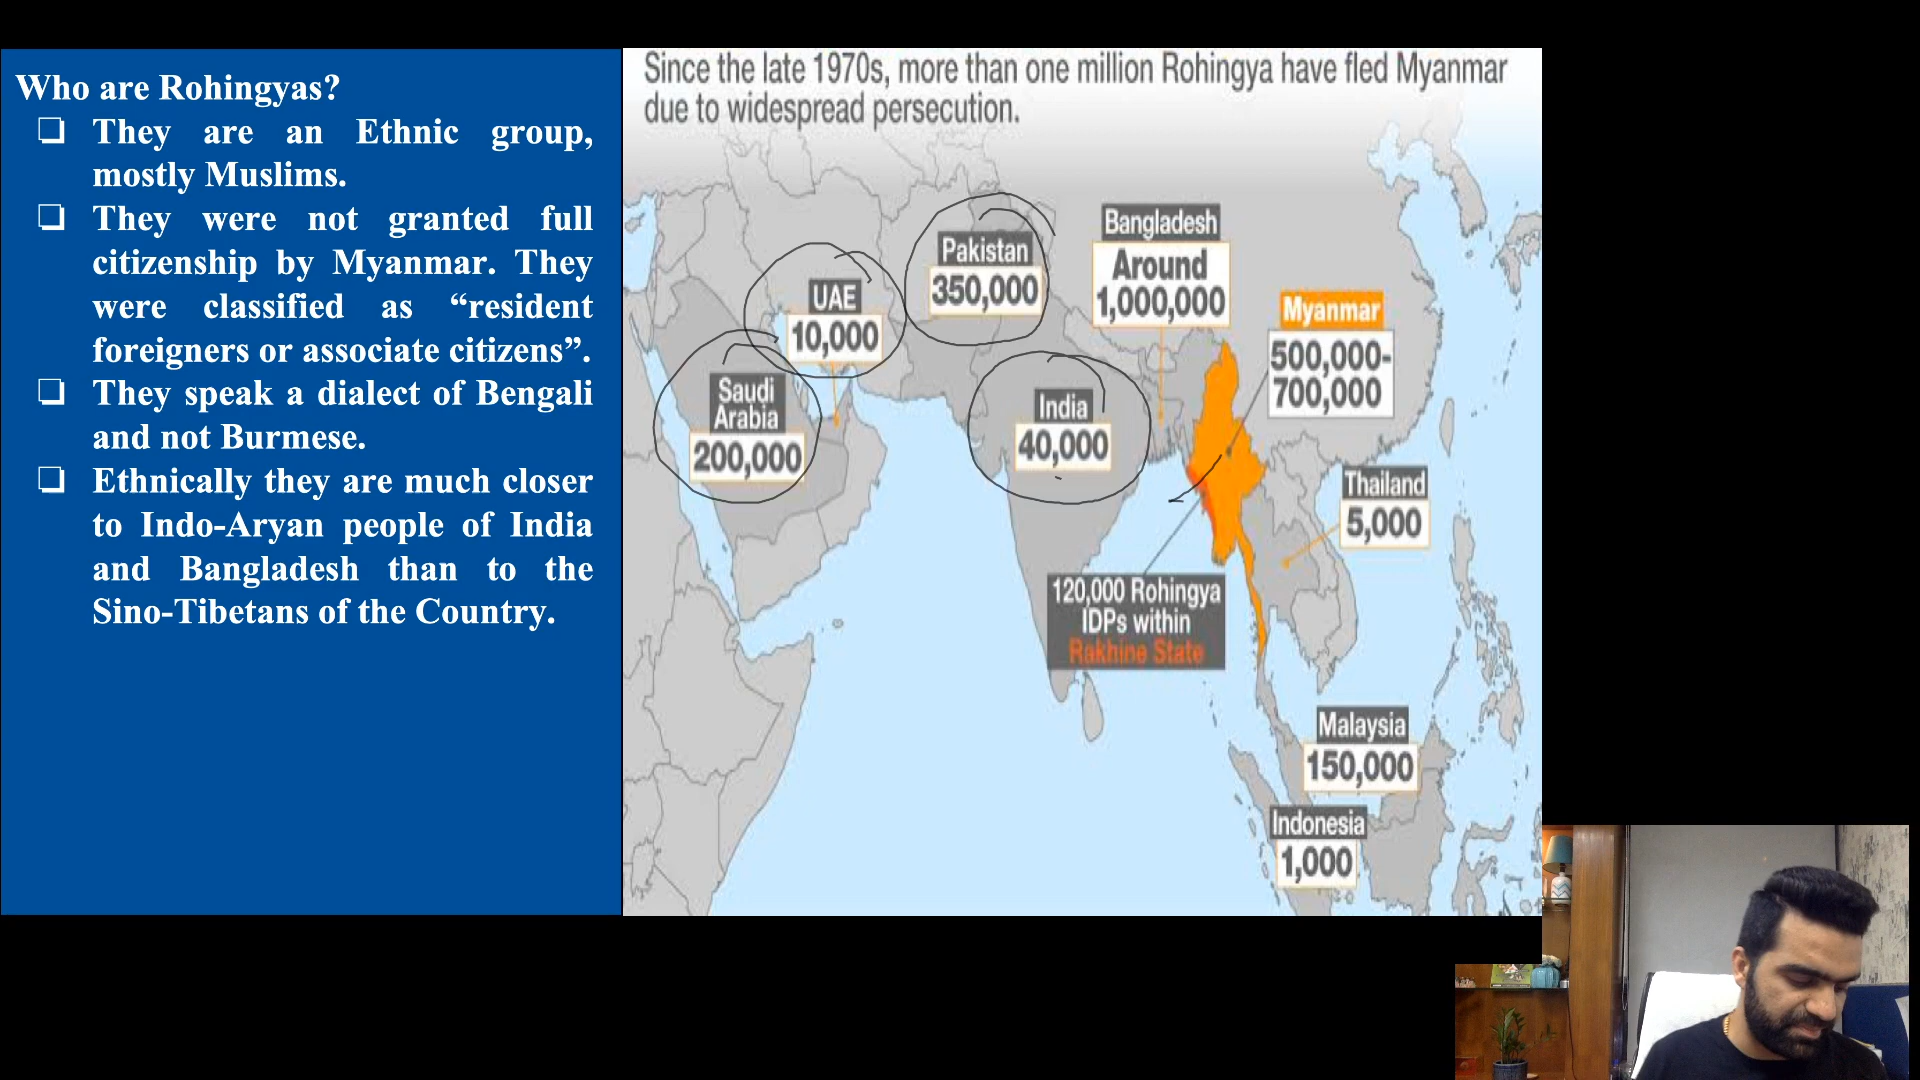 Who are Rohingyas?
❑ They are an Ethnic group,
mostly Muslims.
❑ They were not granted full
citizenship by Myanmar. They
were classified as “resident
foreigners or associate citizens”.
❑ They speak a dialect of Bengali
and not Burmese.
❑ Ethnically they are much closer
to Indo-Aryan people of India
and Bangladesh than to the
Sino-Tibetans of the Country.
Since the late 1970s, more than one million Rohingya have fled Myanmar
due to widespread persecution.
Bangladesh
Around
1,000,000
Pakistan
350,000
UAE
10,000
Myanmar
500,000-
700,000
Saudi
Arabia
200,000
India
40,000
Thailand
5,000
120,000 Rohingya
IDPs within
Rakhine State
Malaysia
150,000
Indonesia
1,000